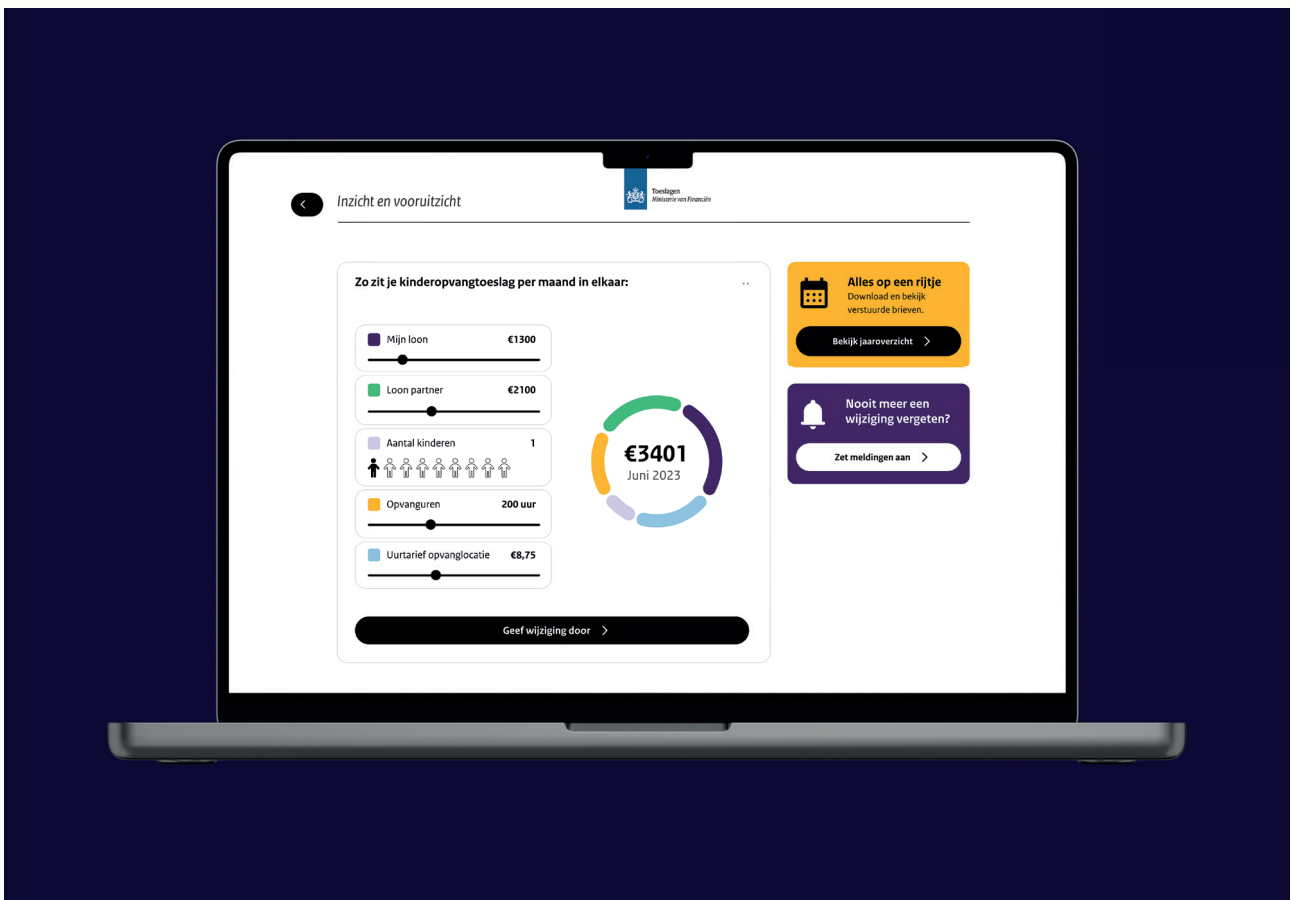 Inzicht en vooruitzicht
Toeslagen
Ministerie van Financiën
Zo zit je kinderopvangtoeslag per maand in elkaar:
Mijn loon €1300
Loon partner €2100
Aantal kinderen 1
Opvanguren 200 uur
Uurtarief opvanglocatie €8,75
€3401
Juni 2023
Geef wijziging door
Alles op een rijtje
Download en bekijk
verstuurde brieven.
Bekijk jaaroverzicht
Nooit meer een
wijziging vergeten?
Zet meldingen aan